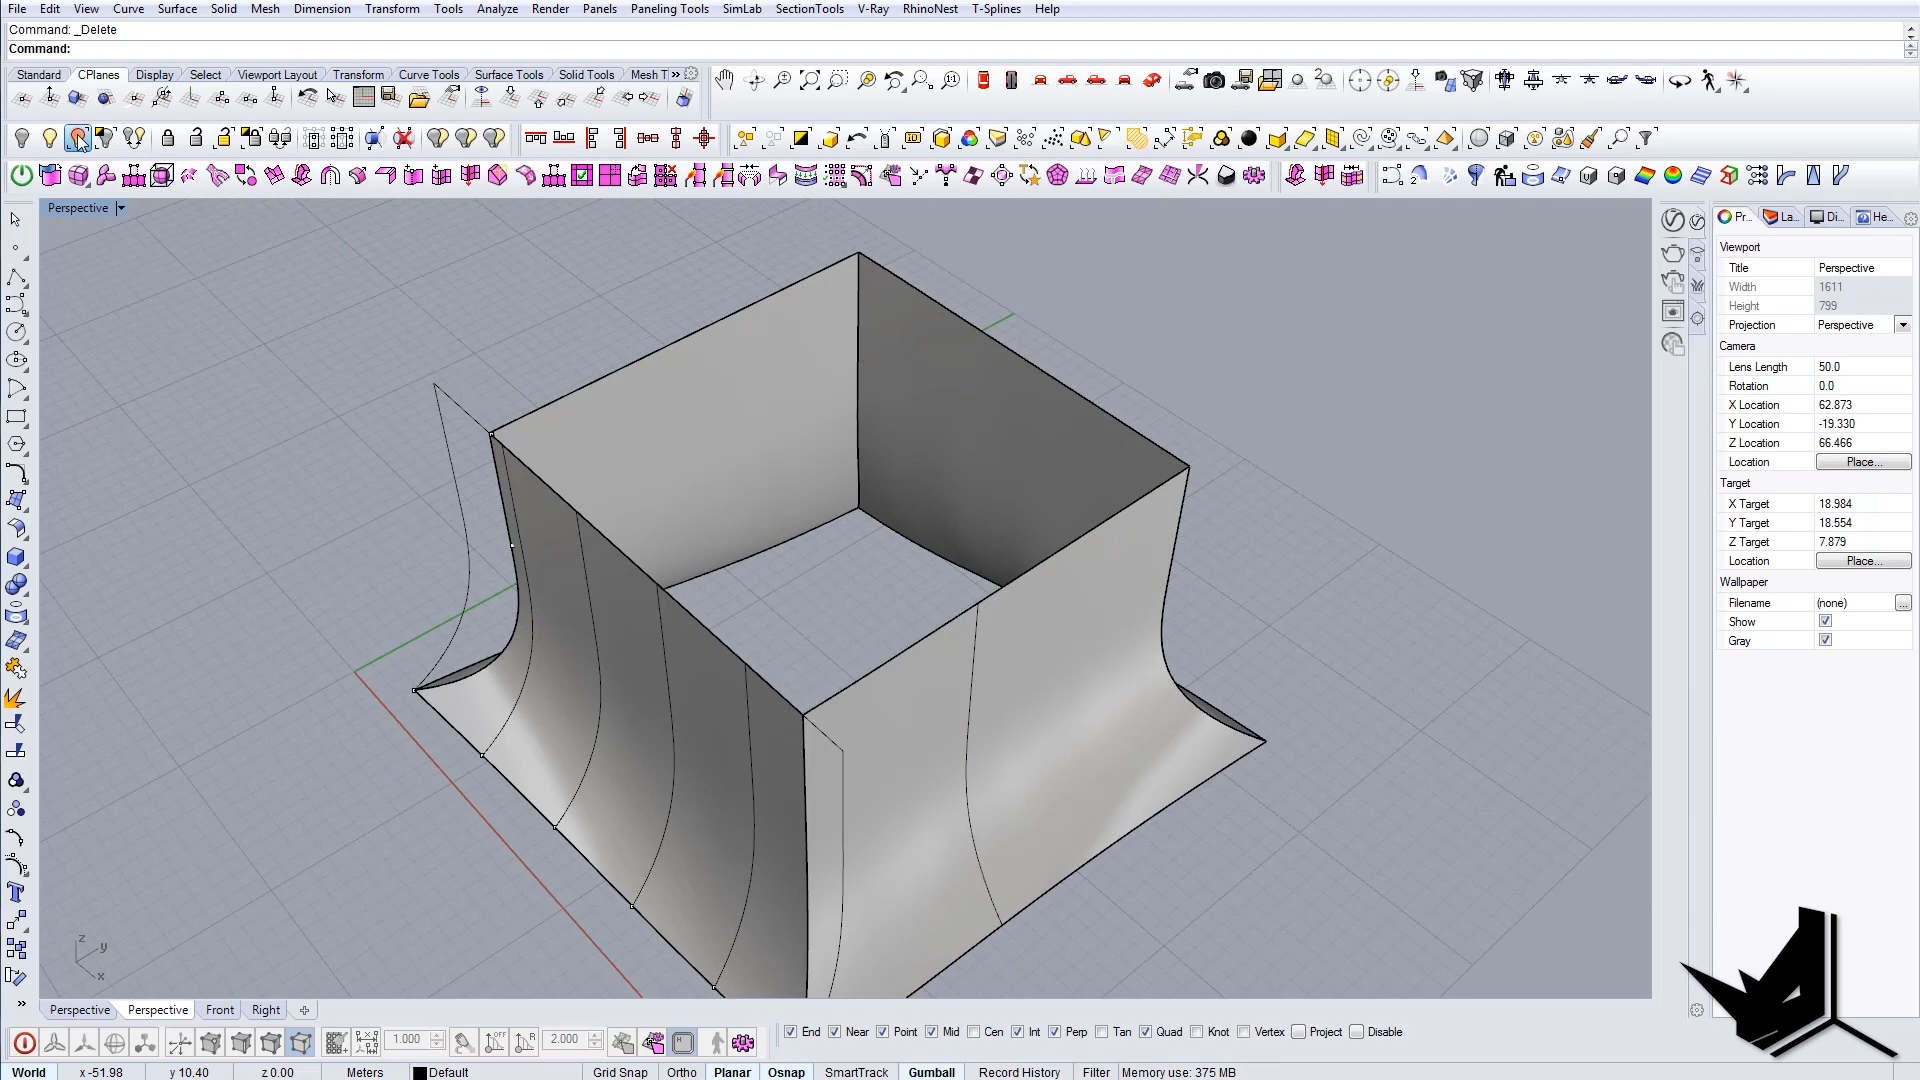 File Edit View Curve Surface Solid Mesh Dimension Transform Tools Analyze Render Panels Paneling Tools SimLab SectionTools V-Ray RhinoNest T-Splines Help
Command: _Delete
Command:
Standard CPlanes Display Select Viewport Layout Transform Curve Tools Surface Tools Solid Tools Mesh T
Perspective
Pr... La... Di... He...
Viewport
Title Perspective
Width 1611
Height 799
Projection Perspective
Camera
Lens Length 50.0
Rotation 0.0
X Location 62.873
Y Location -19.330
Z Location 66.466
Location Place...
Target
X Target 18.984
Y Target 18.554
Z Target 7.879
Location Place...
Wallpaper
Filename (none) ...
Show
Gray
z y
x
Perspective Perspective Front Right
1.000 2.000 End Near Point Mid Cen Int Perp Tan Quad Knot Vertex Project Disable
World x -51.98 y 10.40 z 0.00 Meters Default Grid Snap Ortho Planar Osnap SmartTrack Gumball Record History Filter Memory use: 375 MB